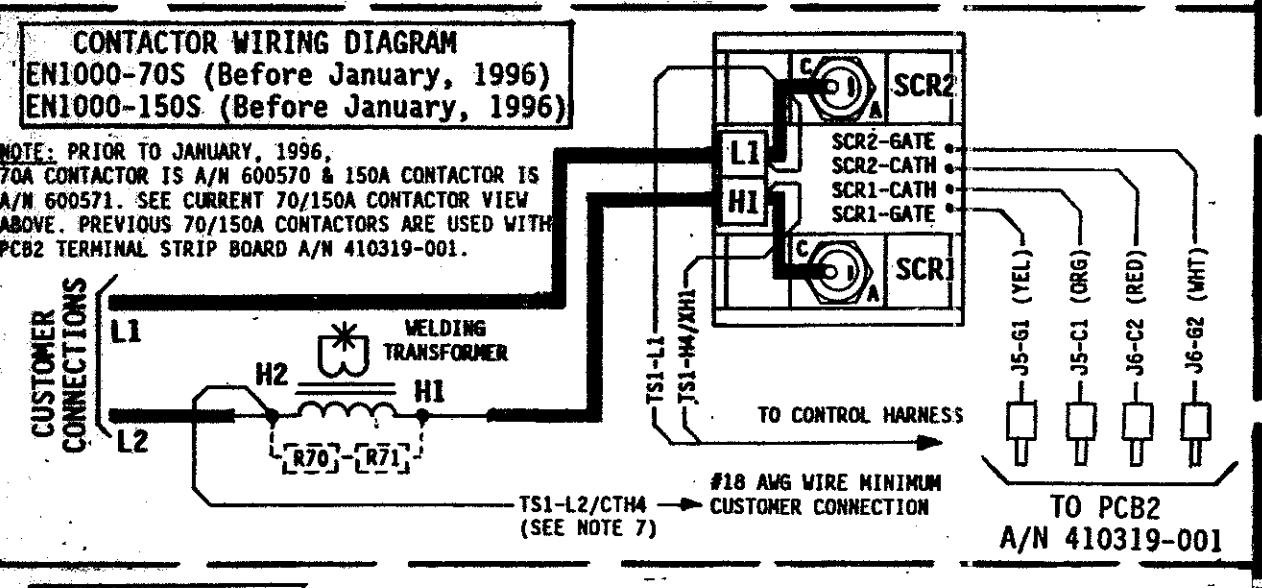 CONTACTOR WIRING DIAGRAM
EN1000-70S (Before January, 1996)
EN1000-150S (Before January, 1996)
NOTE: PRIOR TO JANUARY, 1996,
70A CONTACTOR IS A/N 600570 & 150A CONTACTOR IS
A/N 600571. SEE CURRENT 70/150A CONTACTOR VIEW
ABOVE. PREVIOUS 70/150A CONTACTORS ARE USED WITH
PCB2 TERMINAL STRIP BOARD A/N 410319-001.
C
A
SCR2
L1
H1
SCR2-GATE
SCR2-CATH
SCR1-CATH
SCR1-GATE
C
A
SCR1
CUSTOMER
CONNECTIONS
L1
L2
WELDING
TRANSFORMER
H2
H1
R70
R71
TS1-L1
TS1-H4/XH1
TO CONTROL HARNESS
TS1-L2/CTH4
(SEE NOTE 7)
#18 AWG WIRE MINIMUM
CUSTOMER CONNECTION
J5-G1 (YEL)
J5-C1 (ORG)
J6-C2 (RED)
J6-G2 (WHT)
TO PCB2
A/N 410319-001